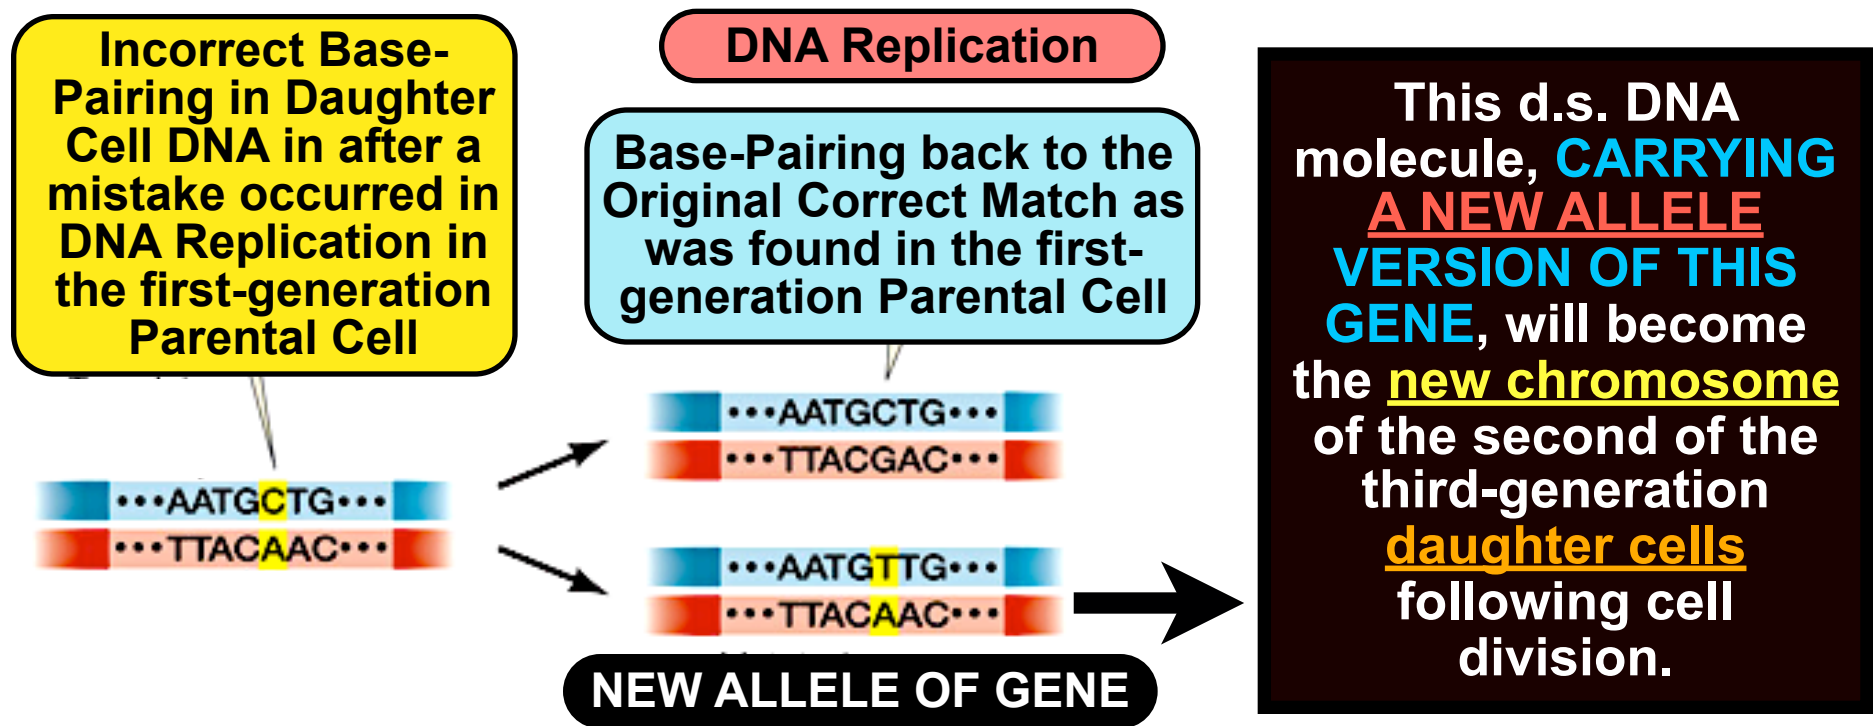 Incorrect Base-
Pairing in Daughter
Cell DNA in after a
mistake occurred in
DNA Replication in
the first-generation
Parental Cell
DNA Replication
Base-Pairing back to the
Original Correct Match as
was found in the first-
generation Parental Cell
•••AATGCTG•••
•••TTACAAC•••
•••AATGCTG•••
•••TTACGAC•••
•••AATGTTG•••
•••TTACAAC•••
NEW ALLELE OF GENE
This d.s. DNA
molecule, CARRYING
A NEW ALLELE
VERSION OF THIS
GENE, will become
the new chromosome
of the second of the
third-generation
daughter cells
following cell
division.